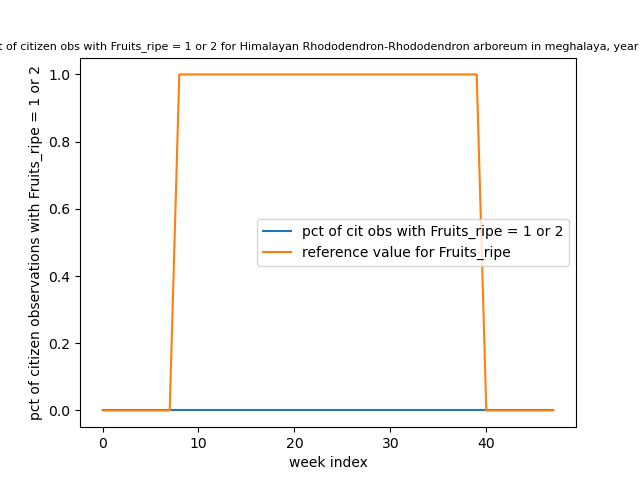 of citizen obs with Fruits_ripe = 1 or 2 for Himalayan Rhododendron-Rhododendron arboreum in meghalaya, year
1.0
0.8
0.6
0.4
0.2
0.0
pct of citizen observations with Fruits_ripe = 1 or 2
pct of cit obs with Fruits_ripe = 1 or 2
reference value for Fruits_ripe
0 10 20 30 40
week index